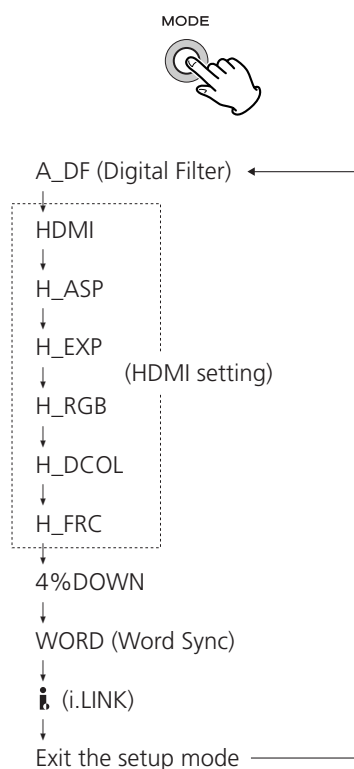 MODE
A_DF (Digital Filter)
HDMI
H_ASP
H_EXP
(HDMI setting)
H_RGB
H_DCOL
H_FRC
4%DOWN
WORD (Word Sync)
i (i.LINK)
Exit the setup mode